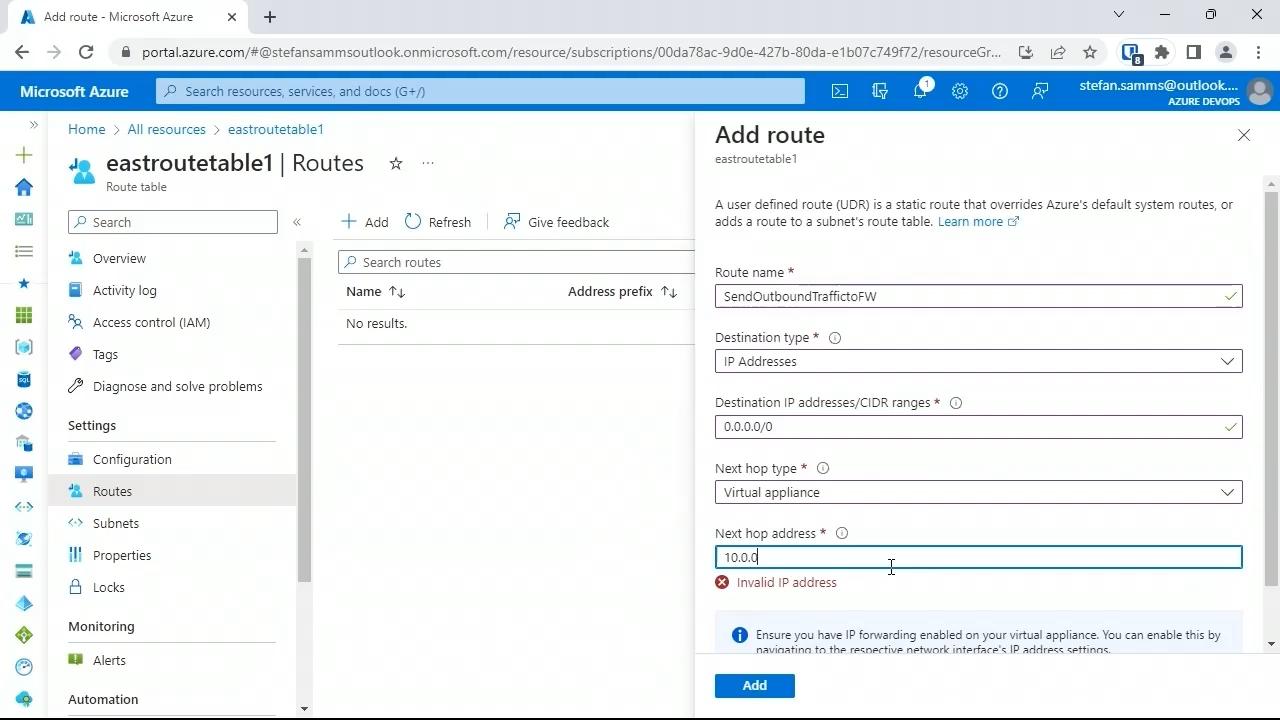 Add route - Microsoft Azure
portal.azure.com/#@stefansammsoutlook.onmicrosoft.com/resource/subscriptions/00da78ac-9d0e-427b-80da-e1b07c749f72/resourceGr...
8
Microsoft Azure
Search resources, services, and docs (G+/)
1
stefan.samms@outlook....
AZURE DEVOPS
Home > All resources > eastroutetable1
eastroutetable1 | Routes
Route table
Search
Overview
Activity log
Access control (IAM)
Tags
Diagnose and solve problems
Settings
Configuration
Routes
Subnets
Properties
Locks
Monitoring
Alerts
Automation
Add
Refresh
Give feedback
Search routes
Name
Address prefix
No results.
Add route
eastroutetable1
A user defined route (UDR) is a static route that overrides Azure's default system routes, or
adds a route to a subnet's route table. Learn more
Route name *
SendOutboundTraffictoFW
Destination type *
IP Addresses
Destination IP addresses/CIDR ranges *
0.0.0.0/0
Next hop type *
Virtual appliance
Next hop address *
10.0.0
Invalid IP address
Ensure you have IP forwarding enabled on your virtual appliance. You can enable this by
navigating to the respective network interface's IP address settings.
Add